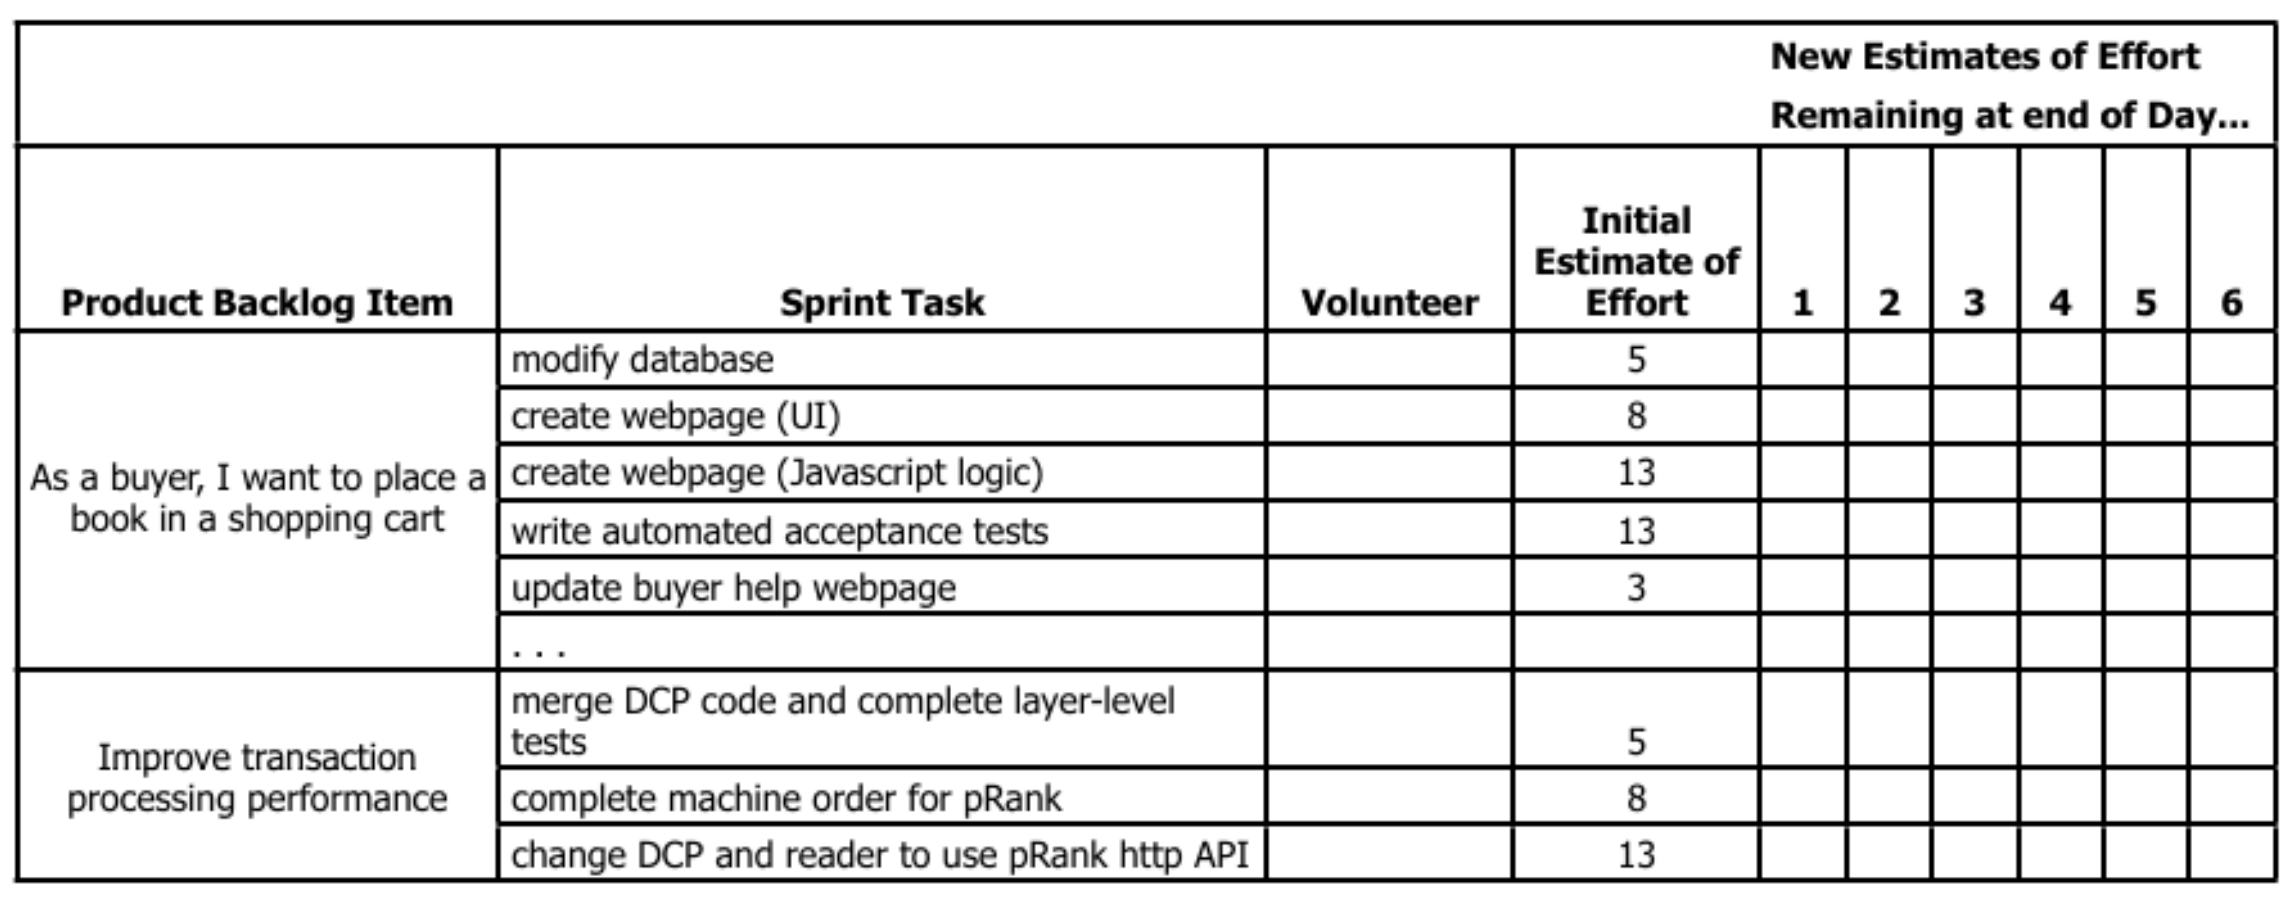 New Estimates of Effort
Remaining at end of Day...
Product Backlog Item
Sprint Task
Volunteer
Initial
Estimate of
Effort
1
2
3
4
5
6
As a buyer, I want to place a
book in a shopping cart
modify database
5
create webpage (UI)
8
create webpage (Javascript logic)
13
write automated acceptance tests
13
update buyer help webpage
3
. . .
Improve transaction
processing performance
merge DCP code and complete layer-level
tests
5
complete machine order for pRank
8
change DCP and reader to use pRank http API
13